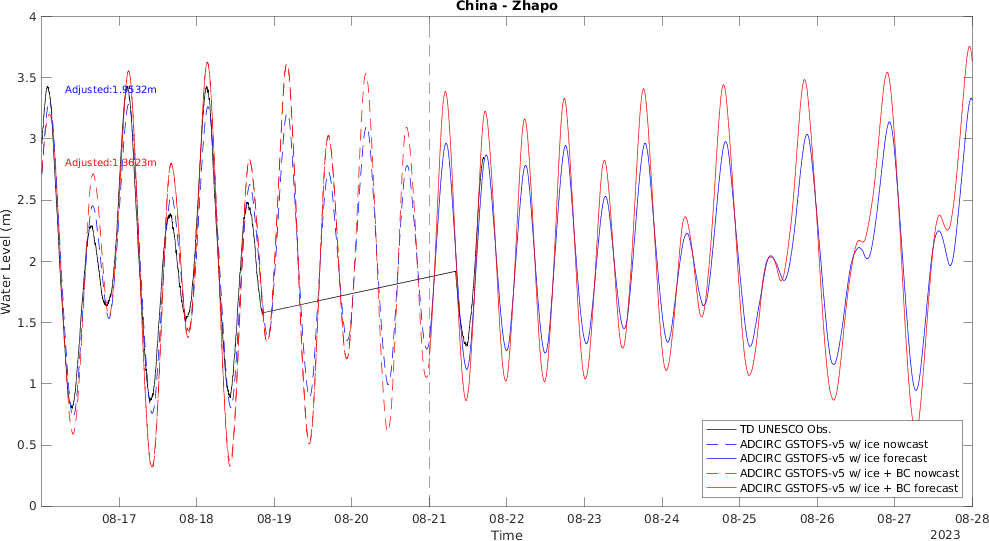 China - Zhapo
4
3.5
3
2.5
2
1.5
1
0.5
0
Water Level (m)
Adjusted:1.9532m
Adjusted:1.3623m
TD UNESCO Obs.
ADCIRC GSTOFS-v5 w/ ice nowcast
ADCIRC GSTOFS-v5 w/ ice forecast
ADCIRC GSTOFS-v5 w/ ice + BC nowcast
ADCIRC GSTOFS-v5 w/ ice + BC forecast
08-17 08-18 08-19 08-20 08-21 08-22 08-23 08-24 08-25 08-26 08-27 08-28
Time
2023